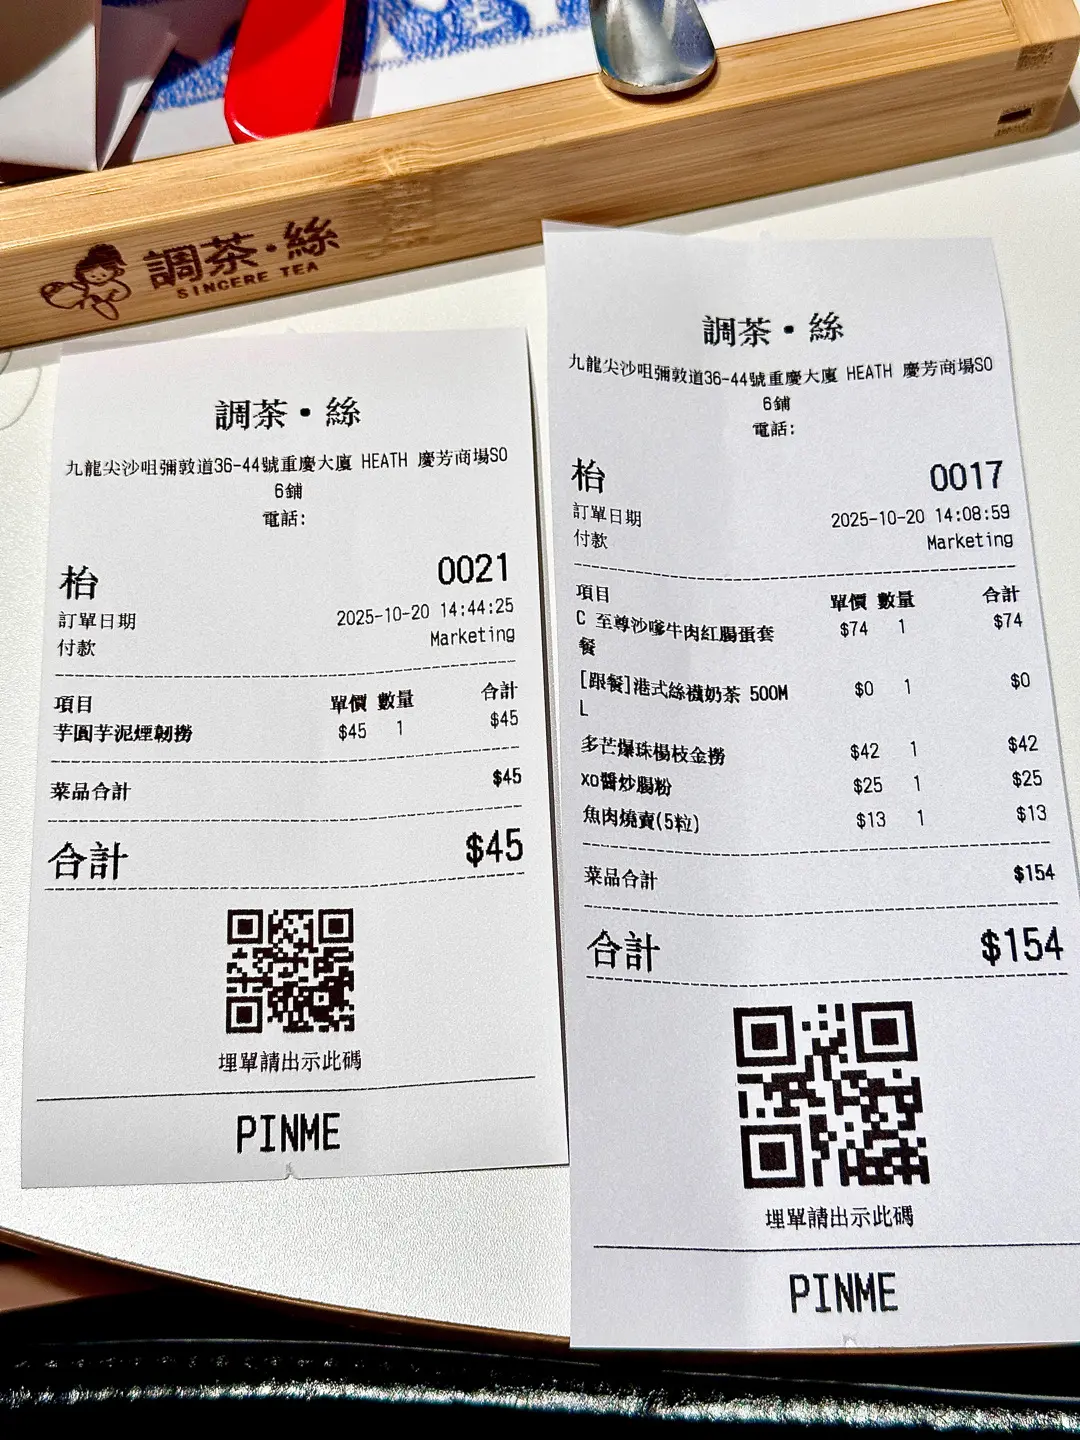 調茶·絲
SINCERE TEA
調茶·絲
九龍尖沙咀彌敦道36-44號重慶大廈 HEATH 慶芳商場SO
6鋪
電話:
枱 0021
訂單日期 2025-10-20 14:44:25
付款 Marketing
項目 單價 數量 合計
芋圓芋泥煙韌撈 $45 1 $45
菜品合計 $45
合計 $45
埋單請出示此碼
PINME
調茶·絲
九龍尖沙咀彌敦道36-44號重慶大廈 HEATH 慶芳商場SO
6鋪
電話:
枱 0017
訂單日期 2025-10-20 14:08:59
付款 Marketing
項目 單價 數量 合計
C 至尊沙嗲牛肉紅腸蛋套 $74 1 $74
餐
[跟餐]港式絲襪奶茶 500M $0 1 $0
L
多芒爆珠楊枝金撈 $42 1 $42
xo醬炒腸粉 $25 1 $25
魚肉燒賣(5粒) $13 1 $13
菜品合計 $154
合計 $154
埋單請出示此碼
PINME